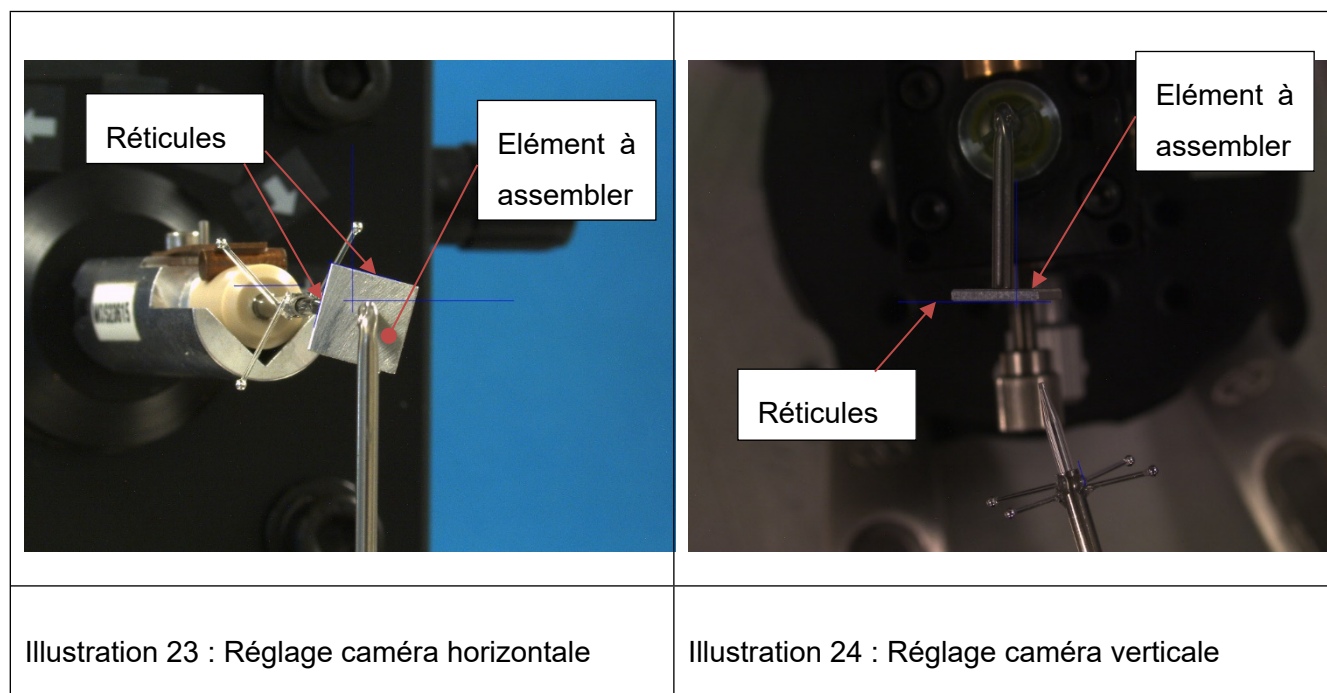 Réticules
Elément à
assembler
Elément à
assembler
Réticules
Illustration 23 : Réglage caméra horizontale
Illustration 24 : Réglage caméra verticale